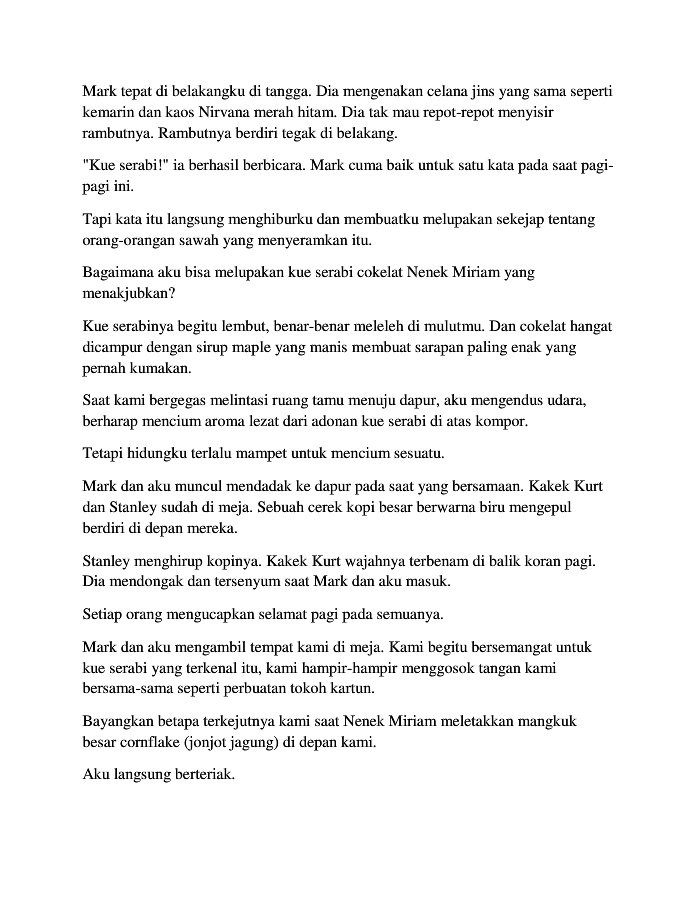 Mark tepat di belakangku di tangga. Dia mengenakan celana jins yang sama seperti
kemarin dan kaos Nirvana merah hitam. Dia tak mau repot-repot menyisir
rambutnya. Rambutnya berdiri tegak di belakang.
"Kue serabi!" ia berhasil berbicara. Mark cuma baik untuk satu kata pada saat pagi-
pagi ini.
Tapi kata itu langsung menghiburku dan membuatku melupakan sekejap tentang
orang-orangan sawah yang menyeramkan itu.
Bagaimana aku bisa melupakan kue serabi cokelat Nenek Miriam yang
menakjubkan?
Kue serabinya begitu lembut, benar-benar meleleh di mulutmu. Dan cokelat hangat
dicampur dengan sirup maple yang manis membuat sarapan paling enak yang
pernah kumakan.
Saat kami bergegas melintasi ruang tamu menuju dapur, aku mengendus udara,
berharap mencium aroma lezat dari adonan kue serabi di atas kompor.
Tetapi hidungku terlalu mampet untuk mencium sesuatu.
Mark dan aku muncul mendadak ke dapur pada saat yang bersamaan. Kakek Kurt
dan Stanley sudah di meja. Sebuah cerek kopi besar berwarna biru mengepul
berdiri di depan mereka.
Stanley menghirup kopinya. Kakek Kurt wajahnya terbenam di balik koran pagi.
Dia mendongak dan tersenyum saat Mark dan aku masuk.
Setiap orang mengucapkan selamat pagi pada semuanya.
Mark dan aku mengambil tempat kami di meja. Kami begitu bersemangat untuk
kue serabi yang terkenal itu, kami hampir-hampir menggosok tangan kami
bersama-sama seperti perbuatan tokoh kartun.
Bayangkan betapa terkejutnya kami saat Nenek Miriam meletakkan mangkuk
besar cornflake (jonjot jagung) di depan kami.
Aku langsung berteriak.